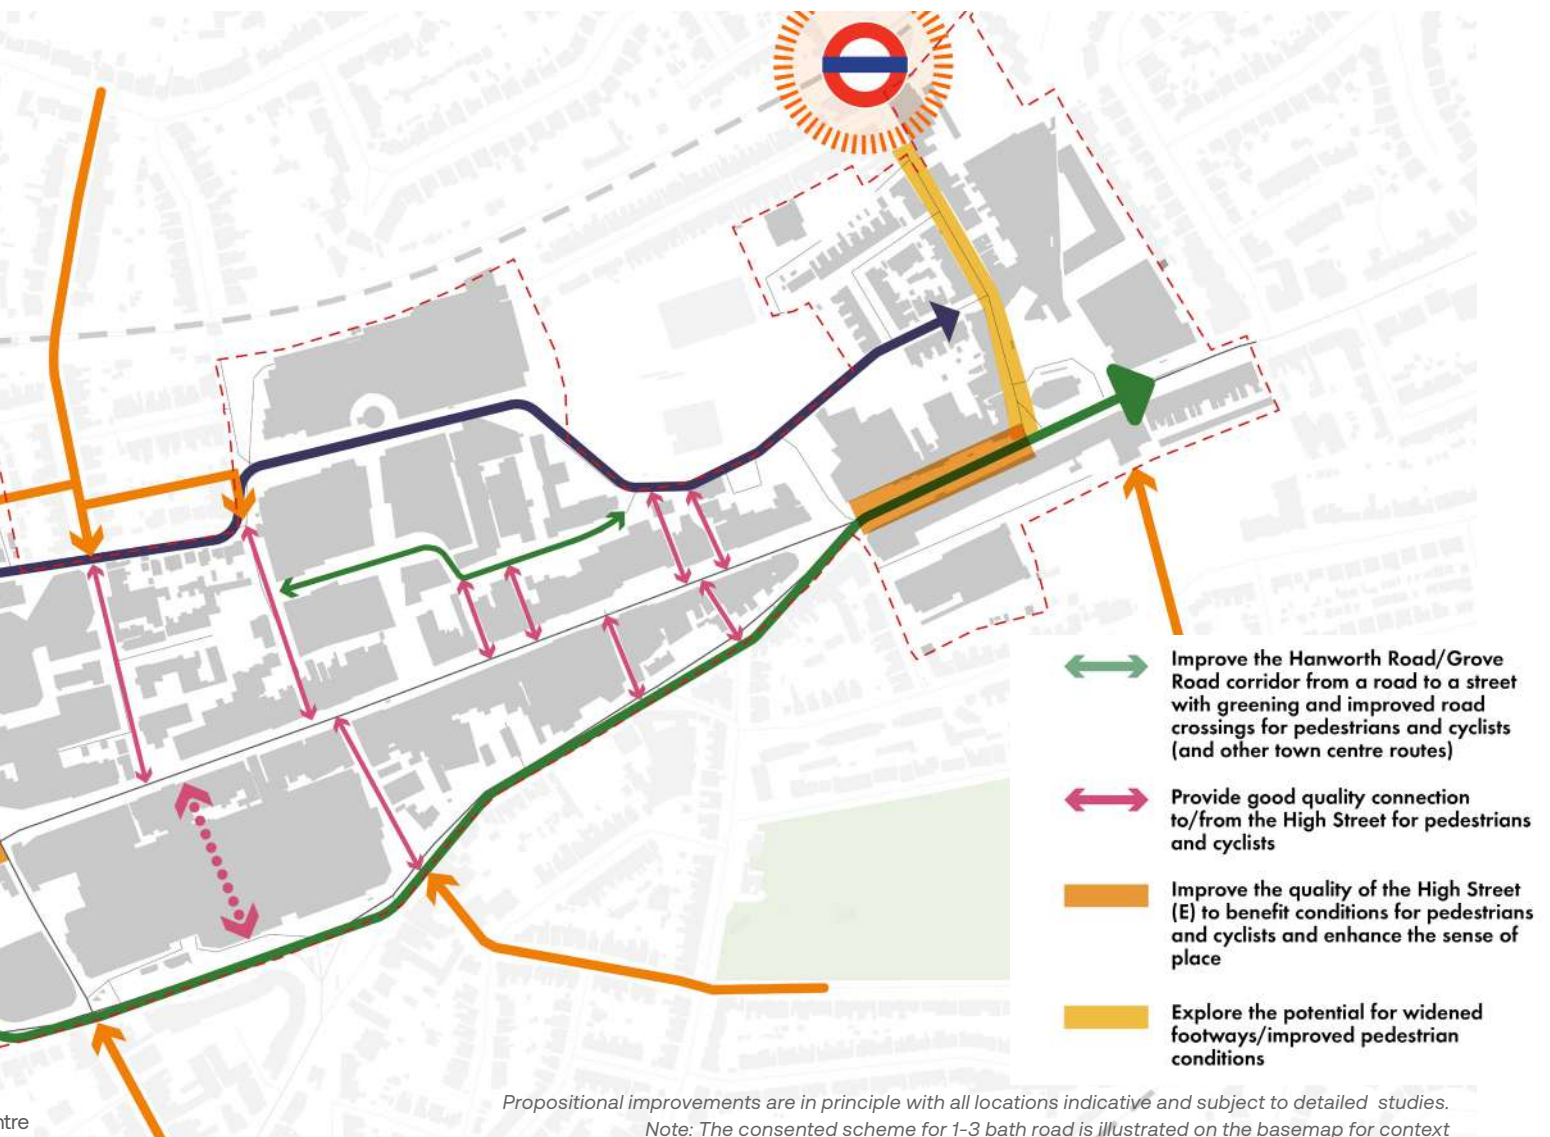 Improve the Hanworth Road/Grove
Road corridor from a road to a street
with greening and improved road
crossings for pedestrians and cyclists
(and other town centre routes)
Provide good quality connection
to/from the High Street for pedestrians
and cyclists
Improve the quality of the High Street
(E) to benefit conditions for pedestrians
and cyclists and enhance the sense of
place
Explore the potential for widened
footways/improved pedestrian
conditions
Propositional improvements are in principle with all locations indicative and subject to detailed studies.
Note: The consented scheme for 1-3 bath road is illustrated on the basemap for context
ntre